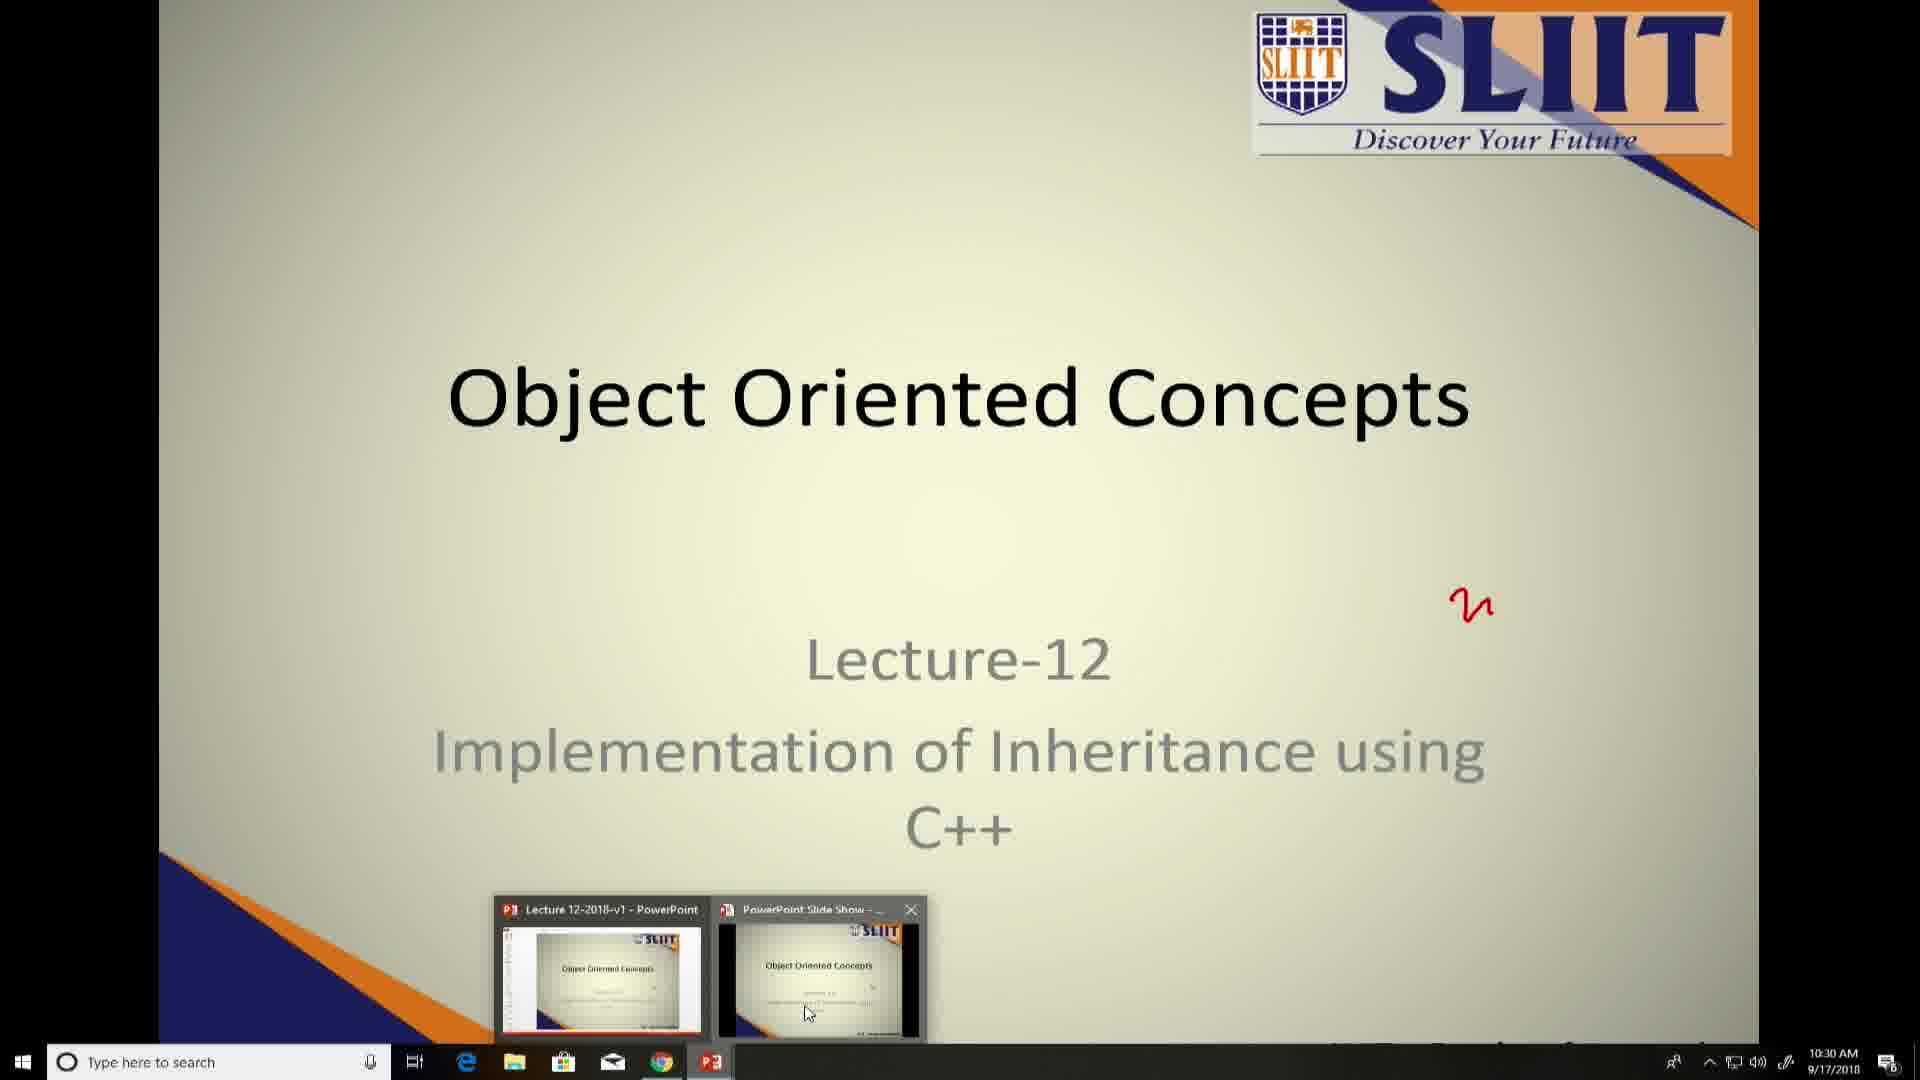 SLIIT
SLIIT
Discover Your Future
Object Oriented Concepts
Lecture-12
Implementation of Inheritance using
C++
Lecture 12-2018-v1 - PowerPoint
PowerPoint Slide Show - ...
SLIIT
Object Oriented Concepts
SLIIT
Object Oriented Concepts
Type here to search
10:30 AM
9/17/2018